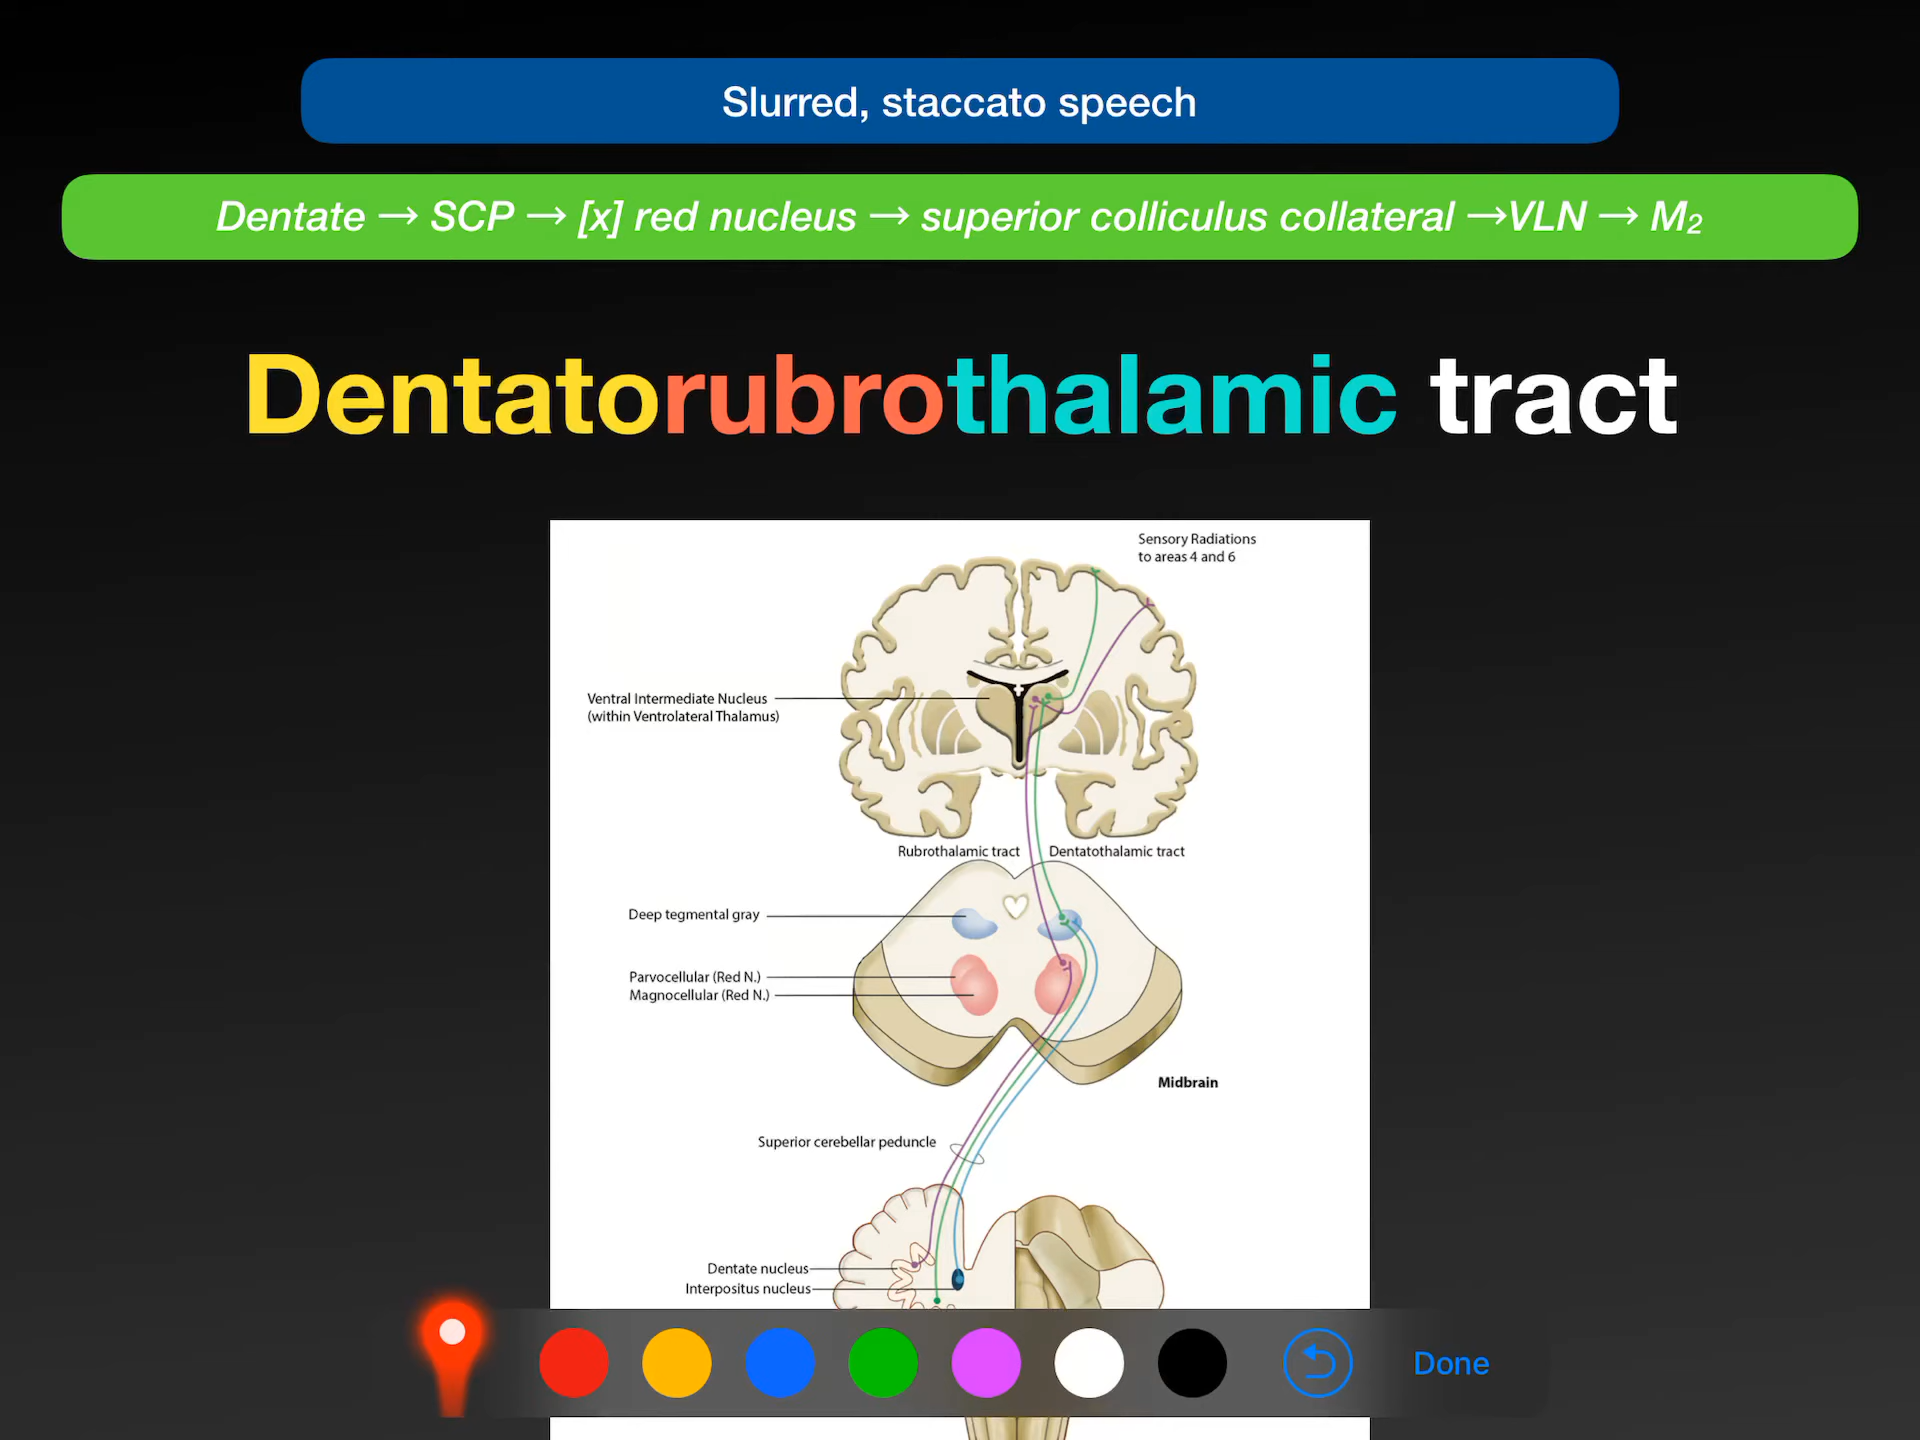 Slurred, staccato speech
Dentate → SCP → [x] red nucleus → superior colliculus collateral →VLN → M₂
Dentatorubrothalamic tract
Sensory Radiations
to areas 4 and 6
Ventral Intermediate Nucleus
(within Ventrolateral Thalamus)
Rubrothalamic tract
Dentatothalamic tract
Deep tegmental gray
Parvocellular (Red N.)
Magnocellular (Red N.)
Midbrain
Superior cerebellar peduncle
Dentate nucleus
Interpositus nucleus
Done